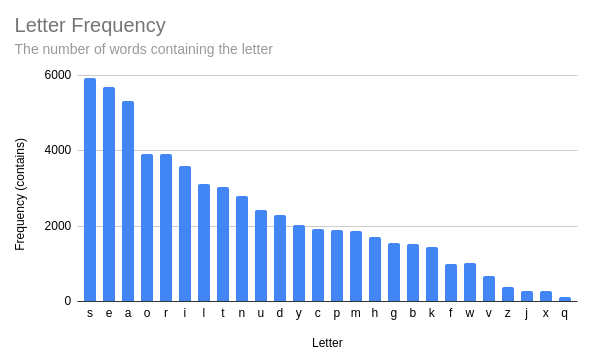 Letter Frequency
The number of words containing the letter
Frequency (contains)
6000
4000
2000
0
s e a o r i l t n u d y c p m h g b k f w v z j x q
Letter